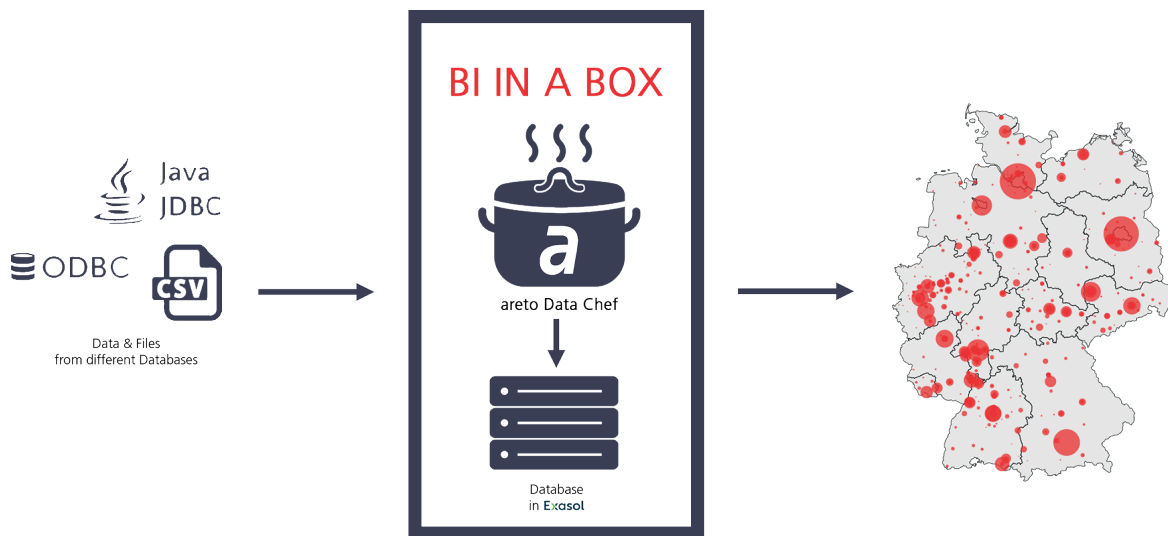 Java
JDBC
ODBC
CSV
Data & Files
from different Databases
BI IN A BOX
a
areto Data Chef
Database
in Exasol